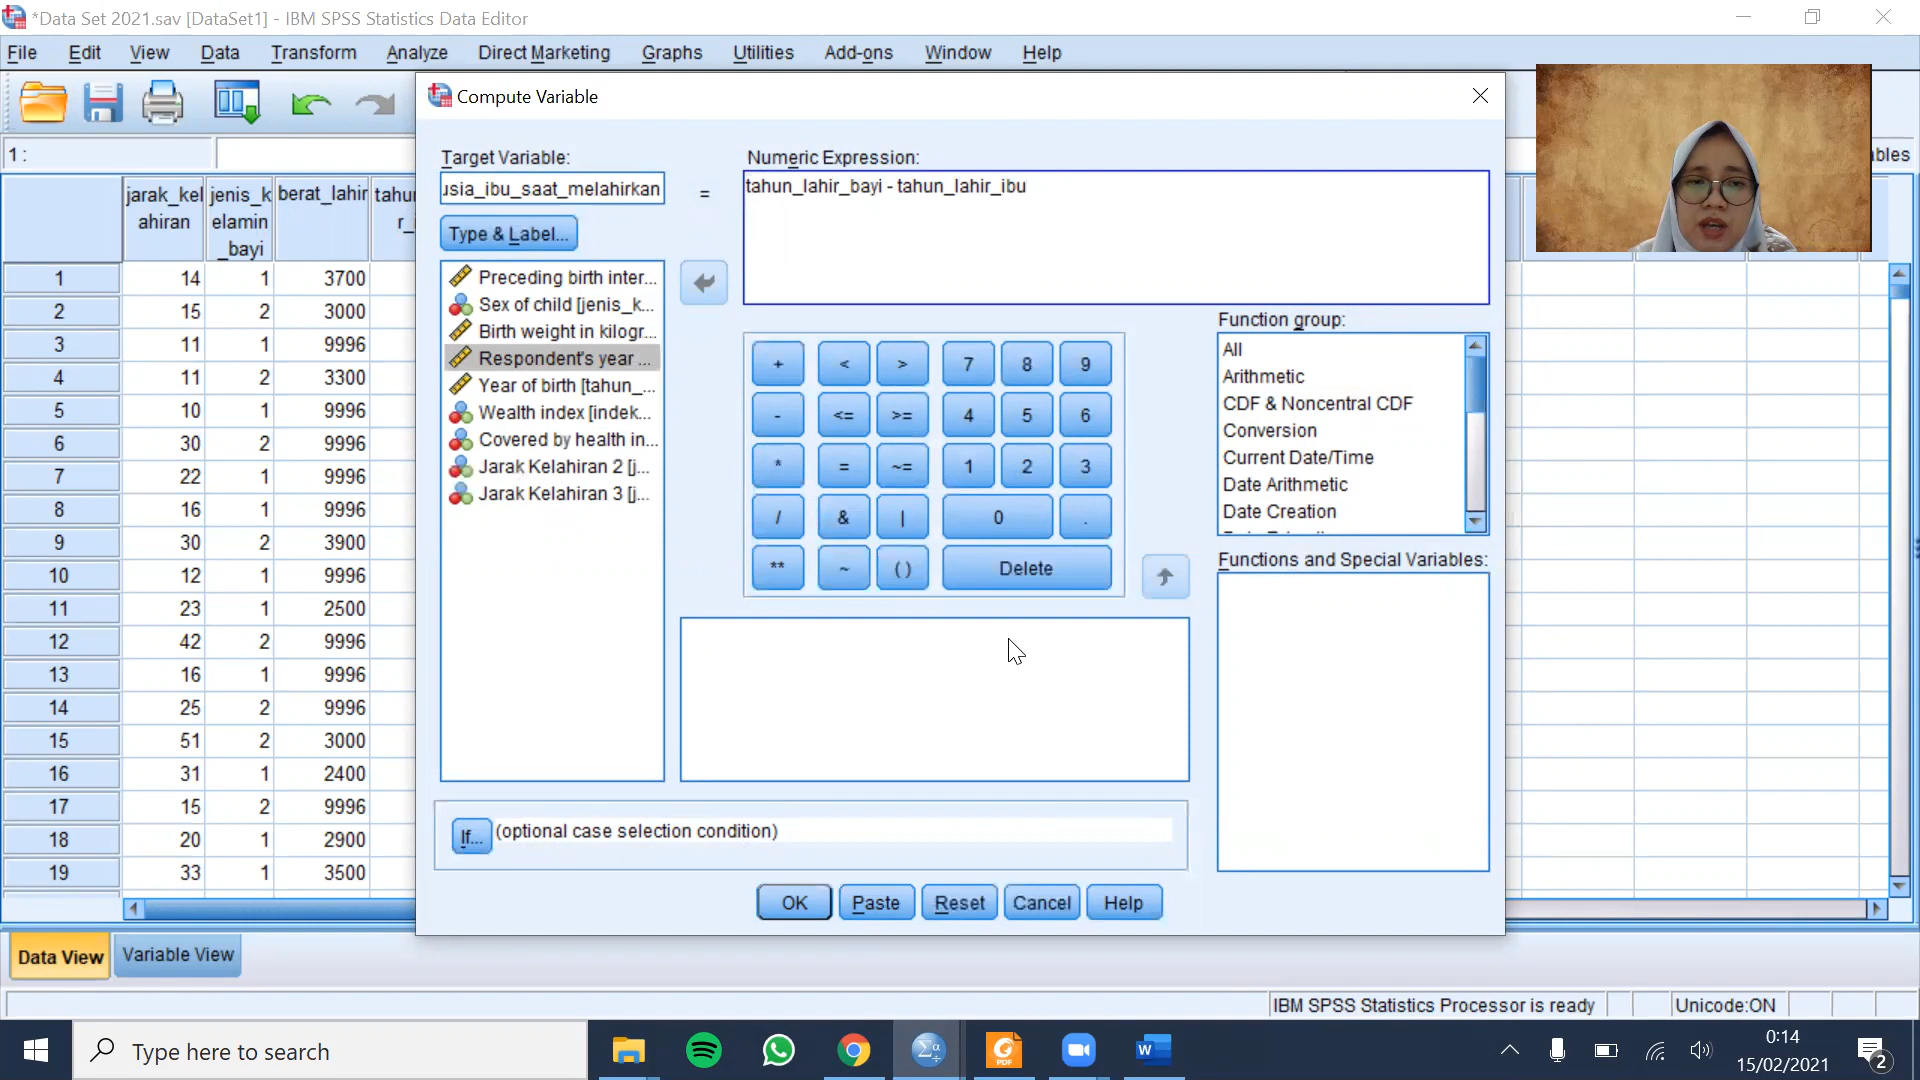 *Data Set 2021.sav [DataSet1] - IBM SPSS Statistics Data Editor
File Edit View Data Transform Analyze Direct Marketing Graphs Utilities Add-ons Window Help
Compute Variable
1 :
Target Variable:
Numeric Expression:
usia_ibu_saat_melahirkan
=
tahun_lahir_bayi - tahun_lahir_ibu
Type & Label...
Preceding birth inter...
Sex of child [jenis_k...
Birth weight in kilogr...
Respondent's year ...
Year of birth [tahun_...
Wealth index [indek...
Covered by health in...
Jarak Kelahiran 2 [j...
Jarak Kelahiran 3 [j...
+ < > 7 8 9
- <= >= 4 5 6
* = ~= 1 2 3
/ & | 0 .
** ~ ( ) Delete
Function group:
All
Arithmetic
CDF & Noncentral CDF
Conversion
Current Date/Time
Date Arithmetic
Date Creation
Functions and Special Variables:
If... (optional case selection condition)
OK Paste Reset Cancel Help
jarak_kel
ahiran
jenis_k
elamin
_bayi
berat_lahir
1 14 1 3700
2 15 2 3000
3 11 1 9996
4 11 2 3300
5 10 1 9996
6 30 2 9996
7 22 1 9996
8 16 1 9996
9 30 2 3900
10 12 1 9996
11 23 1 2500
12 42 2 9996
13 16 1 9996
14 25 2 9996
15 51 2 3000
16 31 1 2400
17 15 2 9996
18 20 1 2900
19 33 1 3500
Data View Variable View
IBM SPSS Statistics Processor is ready
Unicode:ON
Type here to search
PDF
W
0:14
15/02/2021
2